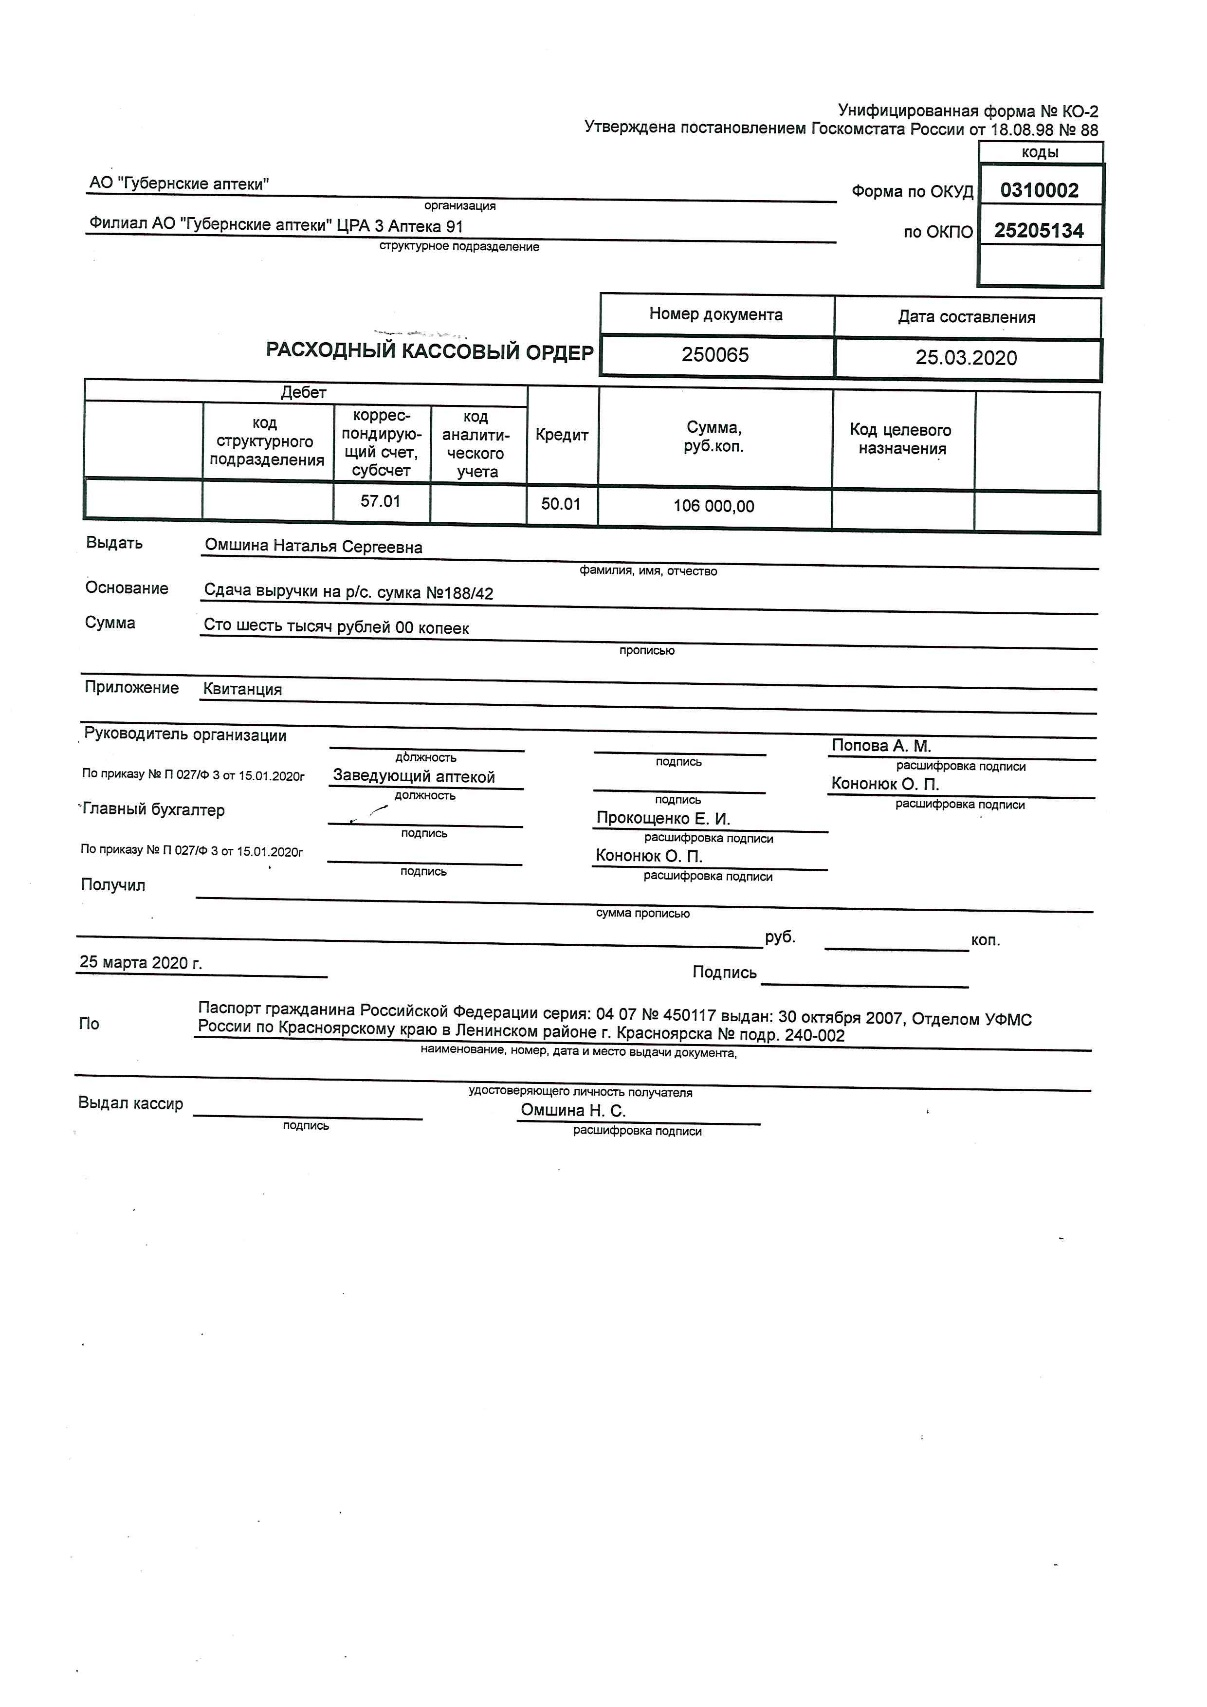 Унифицированная форма № КО-2
Утверждена постановлением Госкомстата России от 18.08.98 № 88
коды
АО "Губернские аптеки"
Форма по ОКУД 0310002
организация
Филиал АО "Губернские аптеки" ЦРА 3 Аптека 91
по ОКПО 25205134
структурное подразделение
Номер документа Дата составления
РАСХОДНЫЙ КАССОВЫЙ ОРДЕР 250065 25.03.2020
Дебет
код структурного подразделения
коррес-
пондирую-
щий счет,
субсчет
код
аналити-
ческого
учета
Кредит
Сумма,
руб.коп.
Код целевого
назначения
57.01 50.01 106 000,00
Выдать Омшина Наталья Сергеевна
фамилия, имя, отчество
Основание Сдача выручки на р/с. сумка №188/42
Сумма Сто шесть тысяч рублей 00 копеек
прописью
Приложение Квитанция
Руководитель организации Попова А. М.
должность подпись расшифровка подписи
По приказу № П 027/Ф 3 от 15.01.2020г Заведующий аптекой Кононюк О. П.
должность подпись расшифровка подписи
Главный бухгалтер Прокощенко Е. И.
подпись расшифровка подписи
По приказу № П 027/Ф 3 от 15.01.2020г Кононюк О. П.
подпись расшифровка подписи
Получил
сумма прописью
руб. коп.
25 марта 2020 г.
Подпись
По Паспорт гражданина Российской Федерации серия: 04 07 № 450117 выдан: 30 октября 2007, Отделом УФМС
России по Красноярскому краю в Ленинском районе г. Красноярска № подр. 240-002
наименование, номер, дата и место выдачи документа,
удостоверяющего личность получателя
Выдал кассир Омшина Н. С.
подпись расшифровка подписи